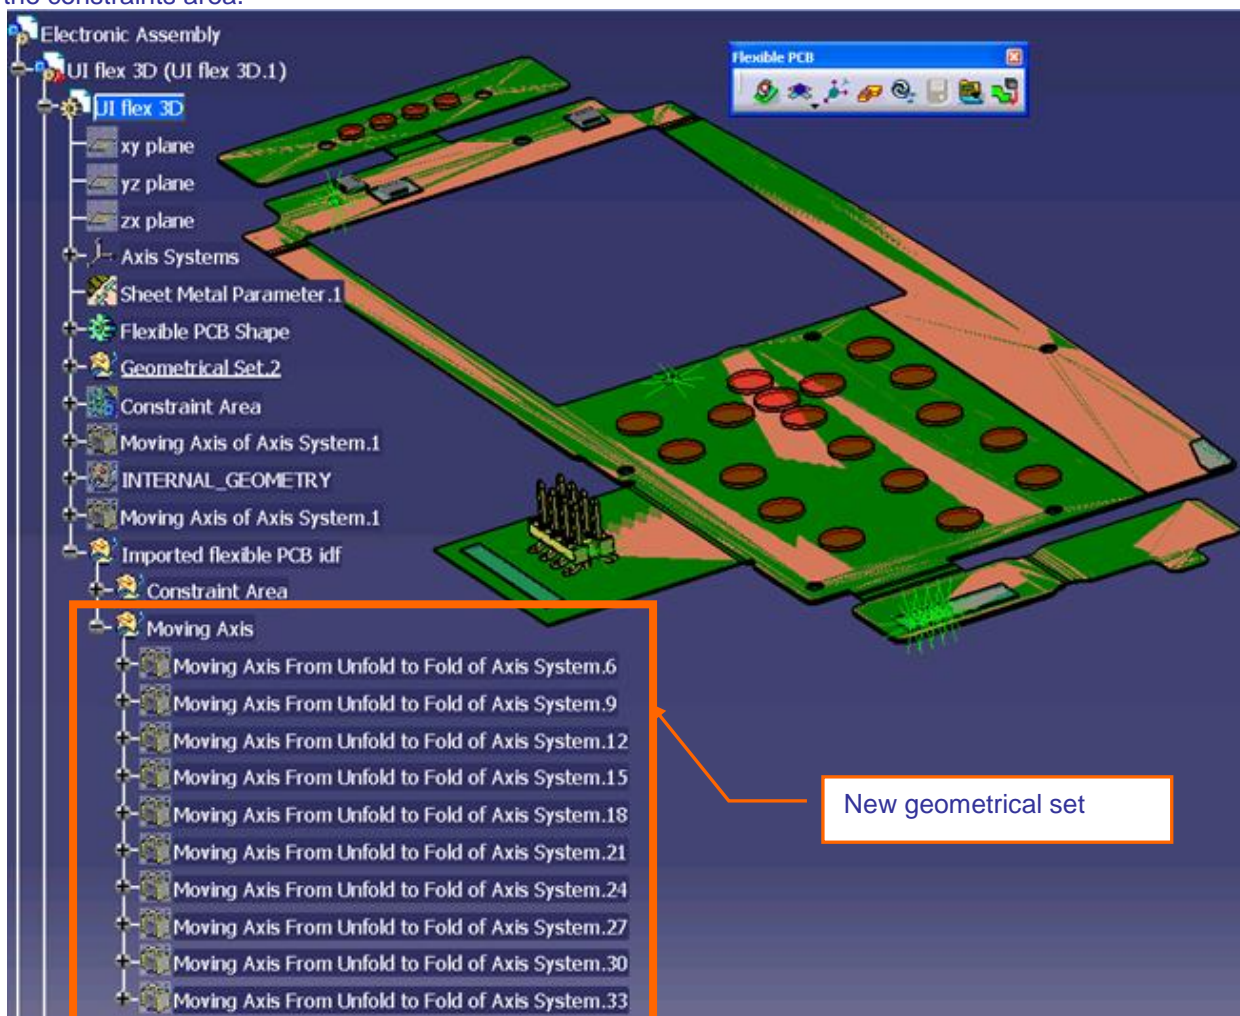 the constraints area.
Electronic Assembly
UI flex 3D (UI flex 3D.1)
UI flex 3D
xy plane
yz plane
zx plane
Axis Systems
Sheet Metal Parameter.1
Flexible PCB Shape
Geometrical Set.2
Constraint Area
Moving Axis of Axis System.1
INTERNAL_GEOMETRY
Moving Axis of Axis System.1
Imported flexible PCB idf
Constraint Area
Moving Axis
Moving Axis From Unfold to Fold of Axis System.6
Moving Axis From Unfold to Fold of Axis System.9
Moving Axis From Unfold to Fold of Axis System.12
Moving Axis From Unfold to Fold of Axis System.15
Moving Axis From Unfold to Fold of Axis System.18
Moving Axis From Unfold to Fold of Axis System.21
Moving Axis From Unfold to Fold of Axis System.24
Moving Axis From Unfold to Fold of Axis System.27
Moving Axis From Unfold to Fold of Axis System.30
Moving Axis From Unfold to Fold of Axis System.33
Flexible PCB
New geometrical set